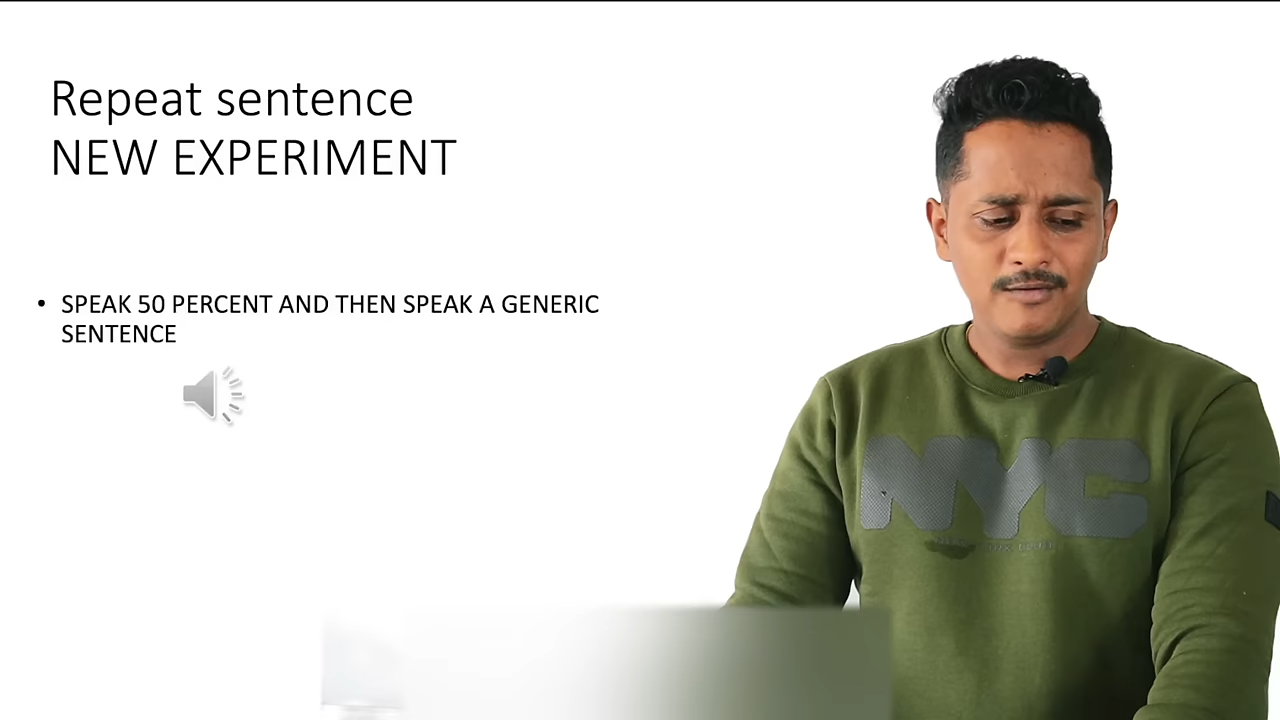 Repeat sentence
NEW EXPERIMENT
• SPEAK 50 PERCENT AND THEN SPEAK A GENERIC
SENTENCE
NYC